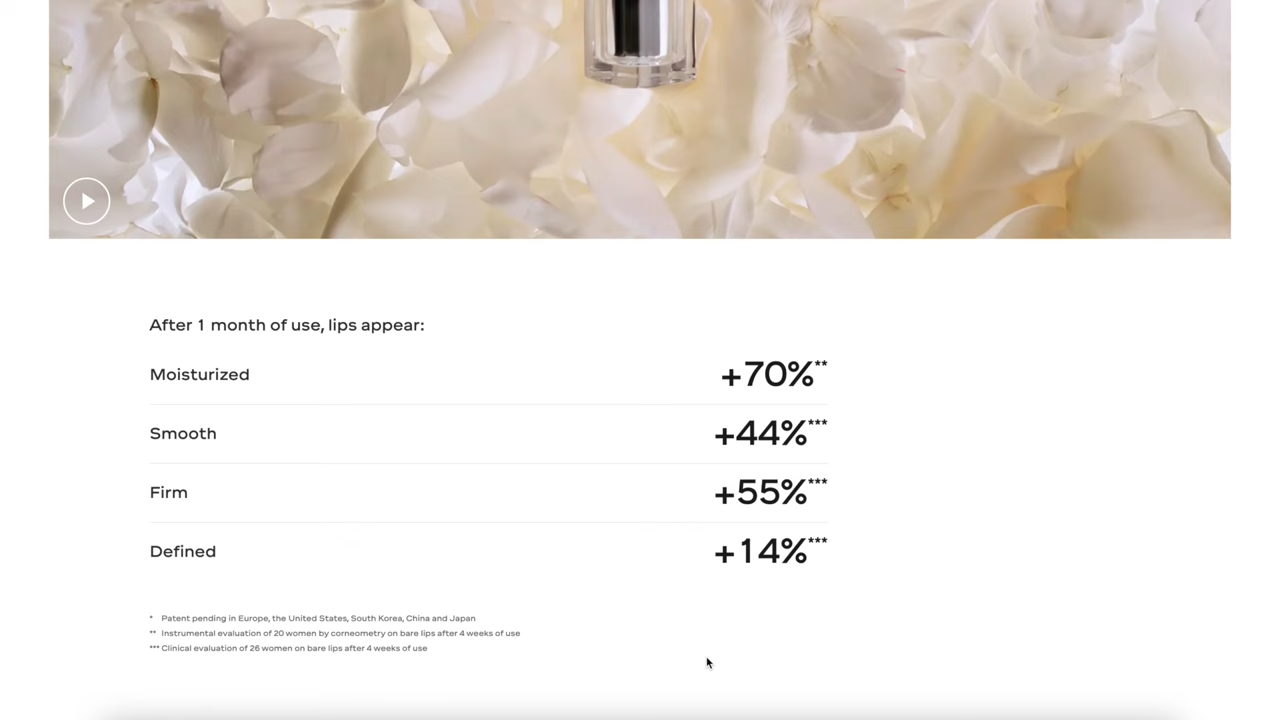 After 1 month of use, lips appear:
Moisturized +70%**
Smooth +44%***
Firm +55%***
Defined +14%***
* Patent pending in Europe, the United States, South Korea, China and Japan
** Instrumental evaluation of 20 women by corneometry on bare lips after 4 weeks of use
*** Clinical evaluation of 26 women on bare lips after 4 weeks of use